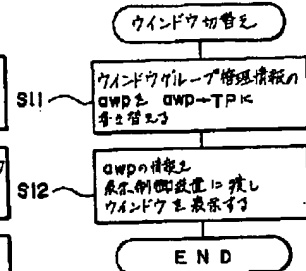 ウインドウ切替え
S11
ウインドウグループ管理情報の
awpを awp→TPに
書き替える
S12
awpの情報を
表示制御装置に渡し
ウインドウを表示する
END